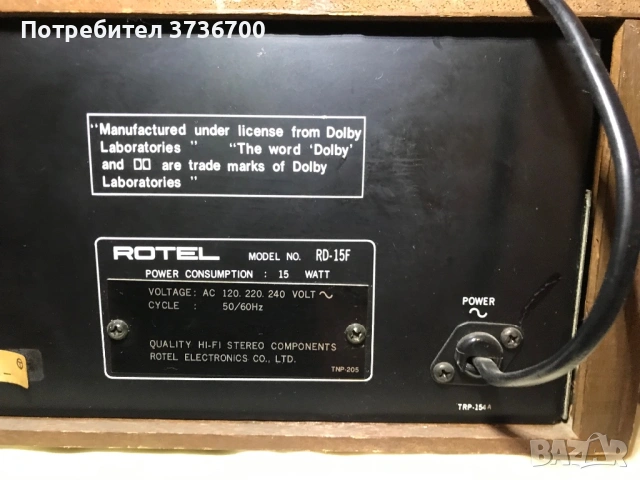 Потребител 3736700
"Manufactured under license from Dolby
Laboratories " "The word 'Dolby'
and DD are trade marks of Dolby
Laboratories "
ROTEL MODEL NO. RD-15F
POWER CONSUMPTION : 15 WATT
VOLTAGE: AC 120. 220. 240 VOLT ~
CYCLE : 50/60Hz
QUALITY HI-FI STEREO COMPONENTS
ROTEL ELECTRONICS CO., LTD.
TNP-205
POWER
~
TRP-154A
BAZAR